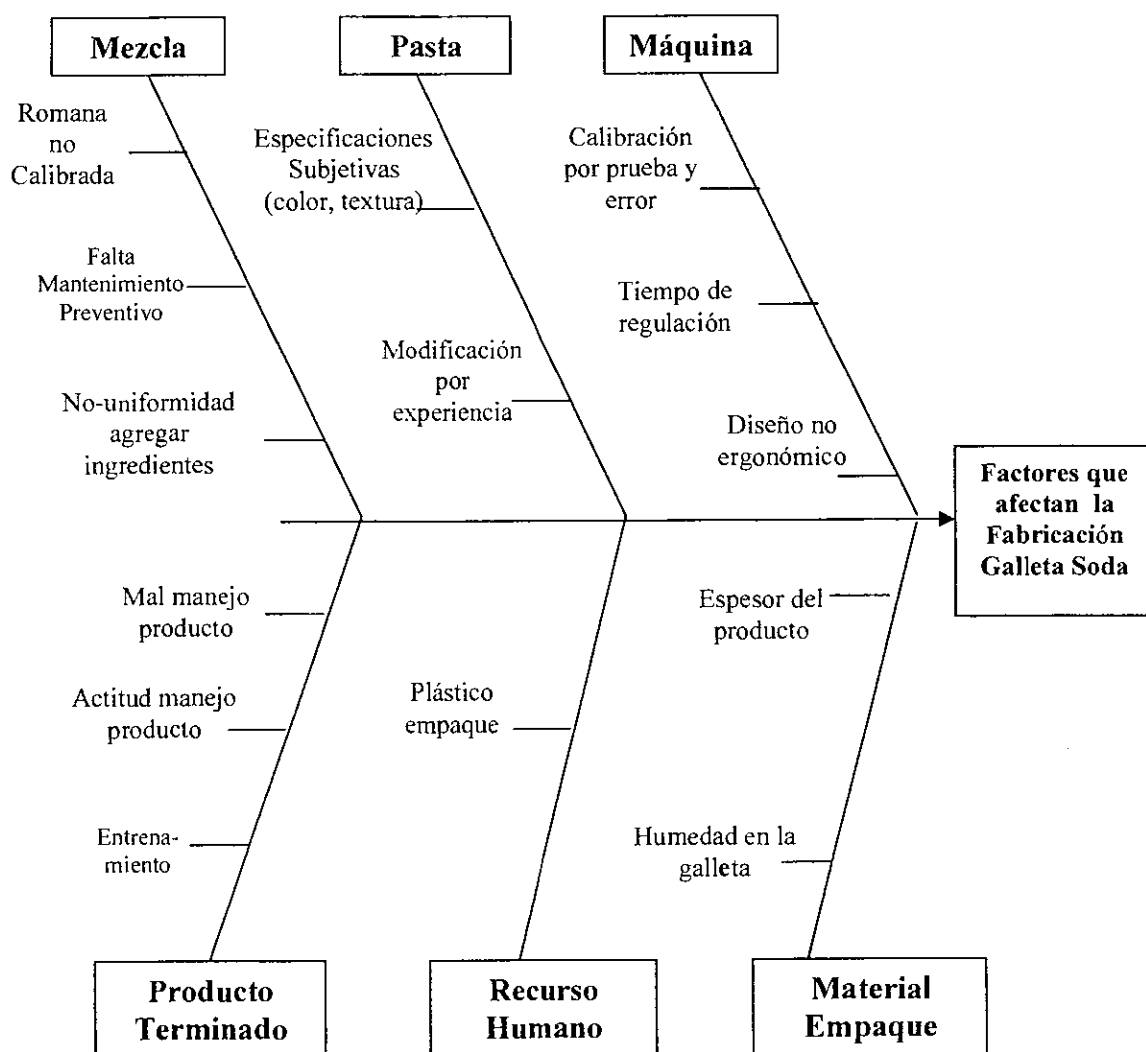 Mezcla
Pasta
Máquina
Romana
no
Calibrada
Especificaciones
Subjetivas
(color, textura)
Calibración
por prueba y
error
Falta
Mantenimiento
Preventivo
Tiempo de
regulación
Modificación
por
experiencia
No-uniformidad
agregar
ingredientes
Diseño no
ergonómico
Factores que
afectan la
Fabricación
Galleta Soda
Mal manejo
producto
Espesor del
producto
Actitud manejo
producto
Plástico
empaque
Entrena-
miento
Humedad en la
galleta
Producto
Terminado
Recurso
Humano
Material
Empaque